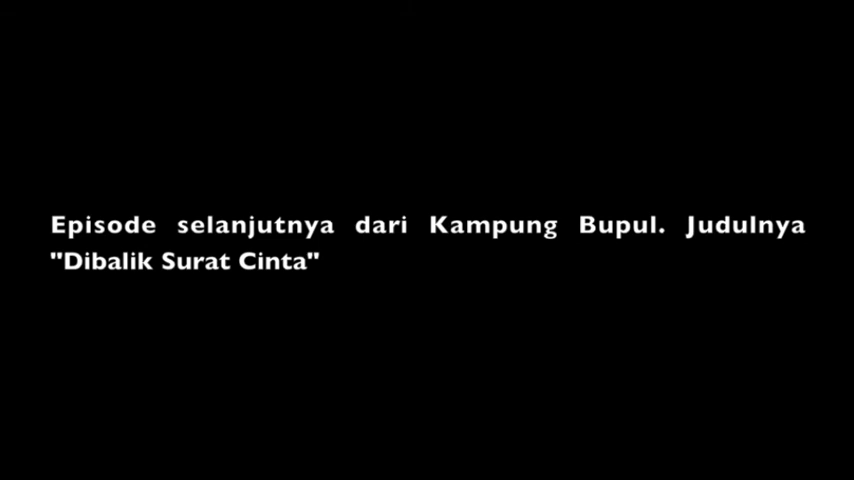 Episode selanjutnya dari Kampung Bupul. Judulnya
"Dibalik Surat Cinta"